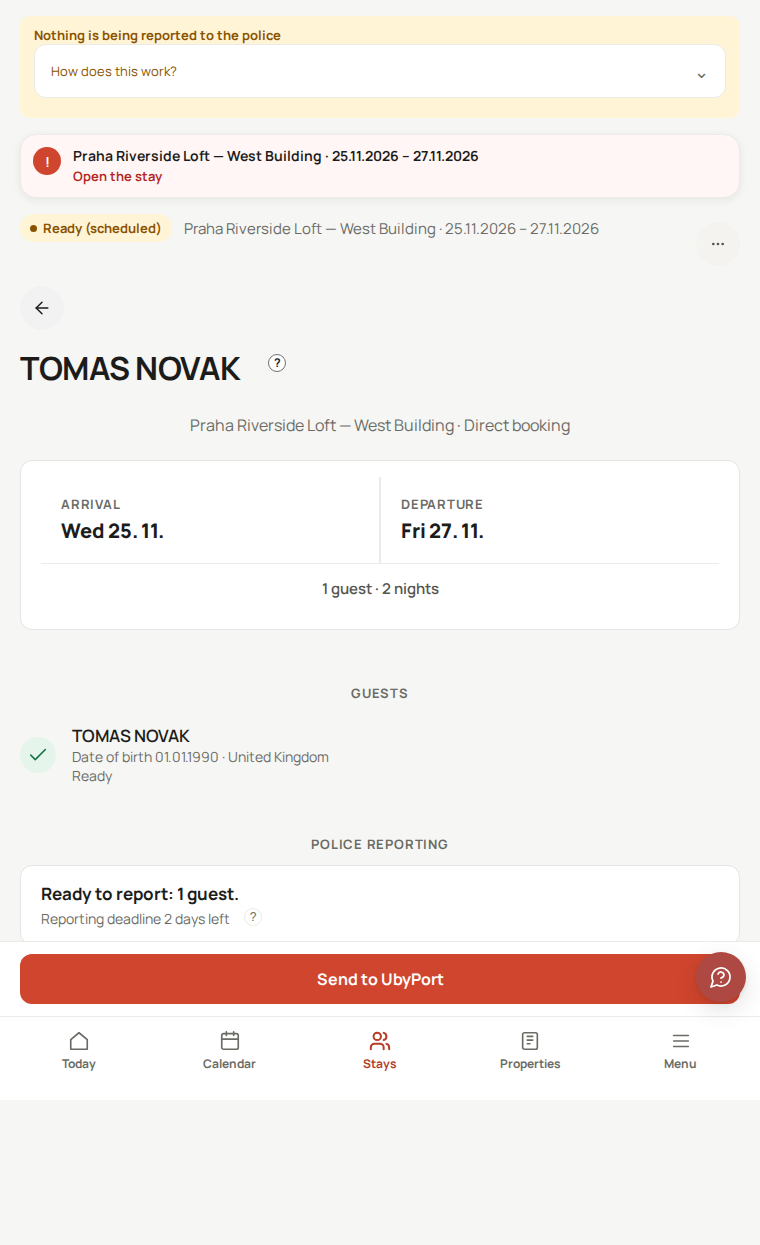 Nothing is being reported to the police
How does this work?
!
Praha Riverside Loft — West Building · 25.11.2026 – 27.11.2026
Open the stay
Ready (scheduled)
Praha Riverside Loft — West Building · 25.11.2026 – 27.11.2026
TOMAS NOVAK
?
Praha Riverside Loft — West Building · Direct booking
ARRIVAL
Wed 25. 11.
DEPARTURE
Fri 27. 11.
1 guest · 2 nights
GUESTS
TOMAS NOVAK
Date of birth 01.01.1990 · United Kingdom
Ready
POLICE REPORTING
Ready to report: 1 guest.
Reporting deadline 2 days left
?
Send to UbyPort
Today
Calendar
Stays
Properties
Menu